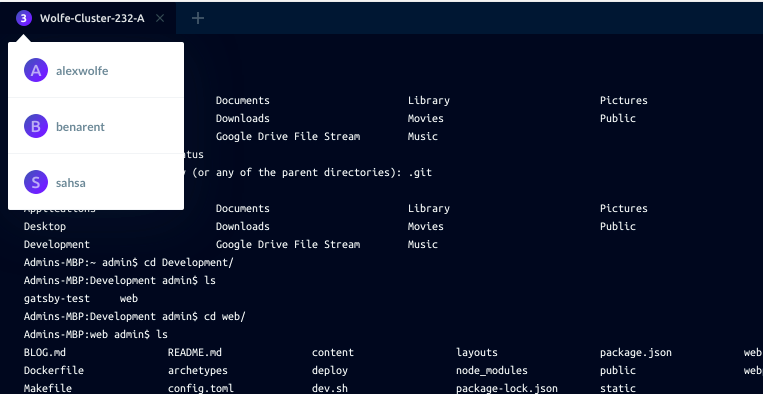 3 Wolfe-Cluster-232-A × +
A alexwolfe
B benarent
S sahsa
Documents Library Pictures
Downloads Movies Public
Google Drive File Stream Music
atus
(or any of the parent directories): .git
Applications Documents Library Pictures
Desktop Downloads Movies Public
Development Google Drive File Stream Music
Admins-MBP:~ admin$ cd Development/
Admins-MBP:Development admin$ ls
gatsby-test web
Admins-MBP:Development admin$ cd web/
Admins-MBP:web admin$ ls
BLOG.md README.md content layouts package.json web
Dockerfile archetypes deploy node_modules public web
Makefile config.toml dev.sh package-lock.json static